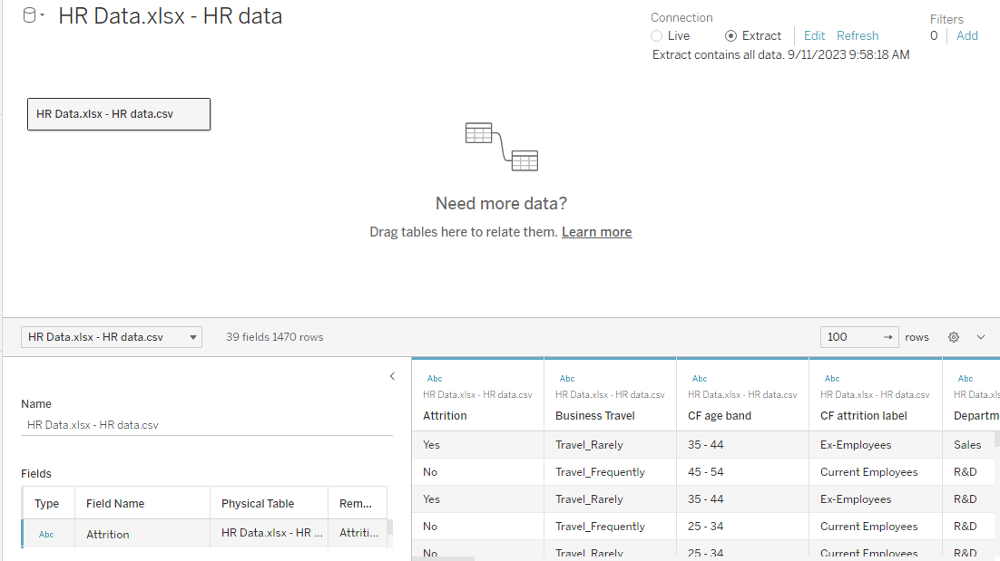 HR Data.xlsx - HR data
Connection
Live Extract Edit Refresh
Extract contains all data. 9/11/2023 9:58:18 AM
Filters
0 Add
HR Data.xlsx - HR data.csv
Need more data?
Drag tables here to relate them. Learn more
HR Data.xlsx - HR data.csv 39 fields 1470 rows 100 rows
Name
HR Data.xlsx - HR data.csv
Fields
Type Field Name Physical Table Rem...
Abc Attrition HR Data.xlsx - HR ... Attriti...
Abc Abc Abc Abc Abc
HR Data.xlsx - HR data.csv HR Data.xlsx - HR data.csv HR Data.xlsx - HR data.csv HR Data.xlsx - HR data.csv HR Data.xls
Attrition Business Travel CF age band CF attrition label Departm
Yes Travel_Rarely 35 - 44 Ex-Employees Sales
No Travel_Frequently 45 - 54 Current Employees R&D
Yes Travel_Rarely 35 - 44 Ex-Employees R&D
No Travel_Frequently 25 - 34 Current Employees R&D
No Travel_Rarely 25 - 34 Current Employees R&D